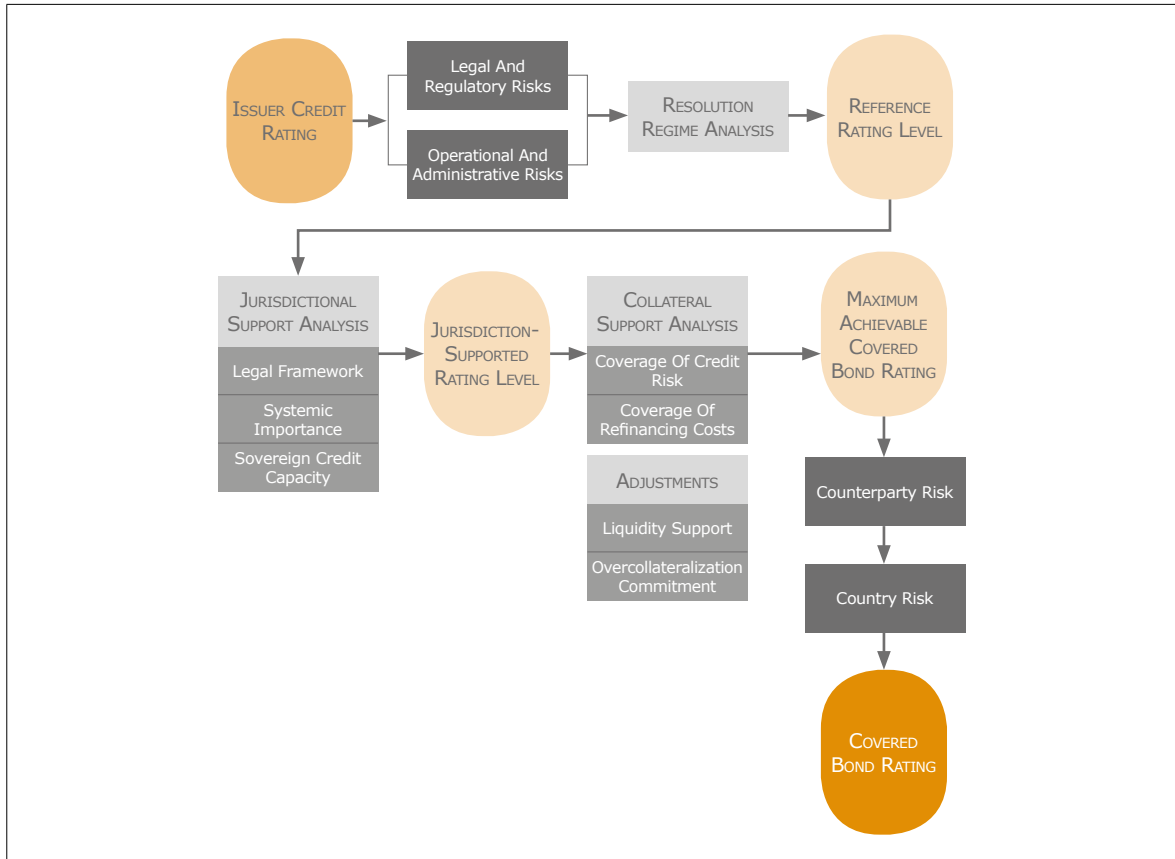 Issuer Credit
Rating
Legal And
Regulatory Risks
Operational And
Administrative Risks
Resolution
Regime Analysis
Reference
Rating Level
Jurisdictional
Support Analysis
Legal Framework
Systemic
Importance
Sovereign Credit
Capacity
Jurisdiction-
Supported
Rating Level
Collateral
Support Analysis
Coverage Of Credit
Risk
Coverage Of
Refinancing Costs
Adjustments
Liquidity Support
Overcollateralization
Commitment
Maximum
Achievable
Covered
Bond Rating
Counterparty Risk
Country Risk
Covered
Bond Rating